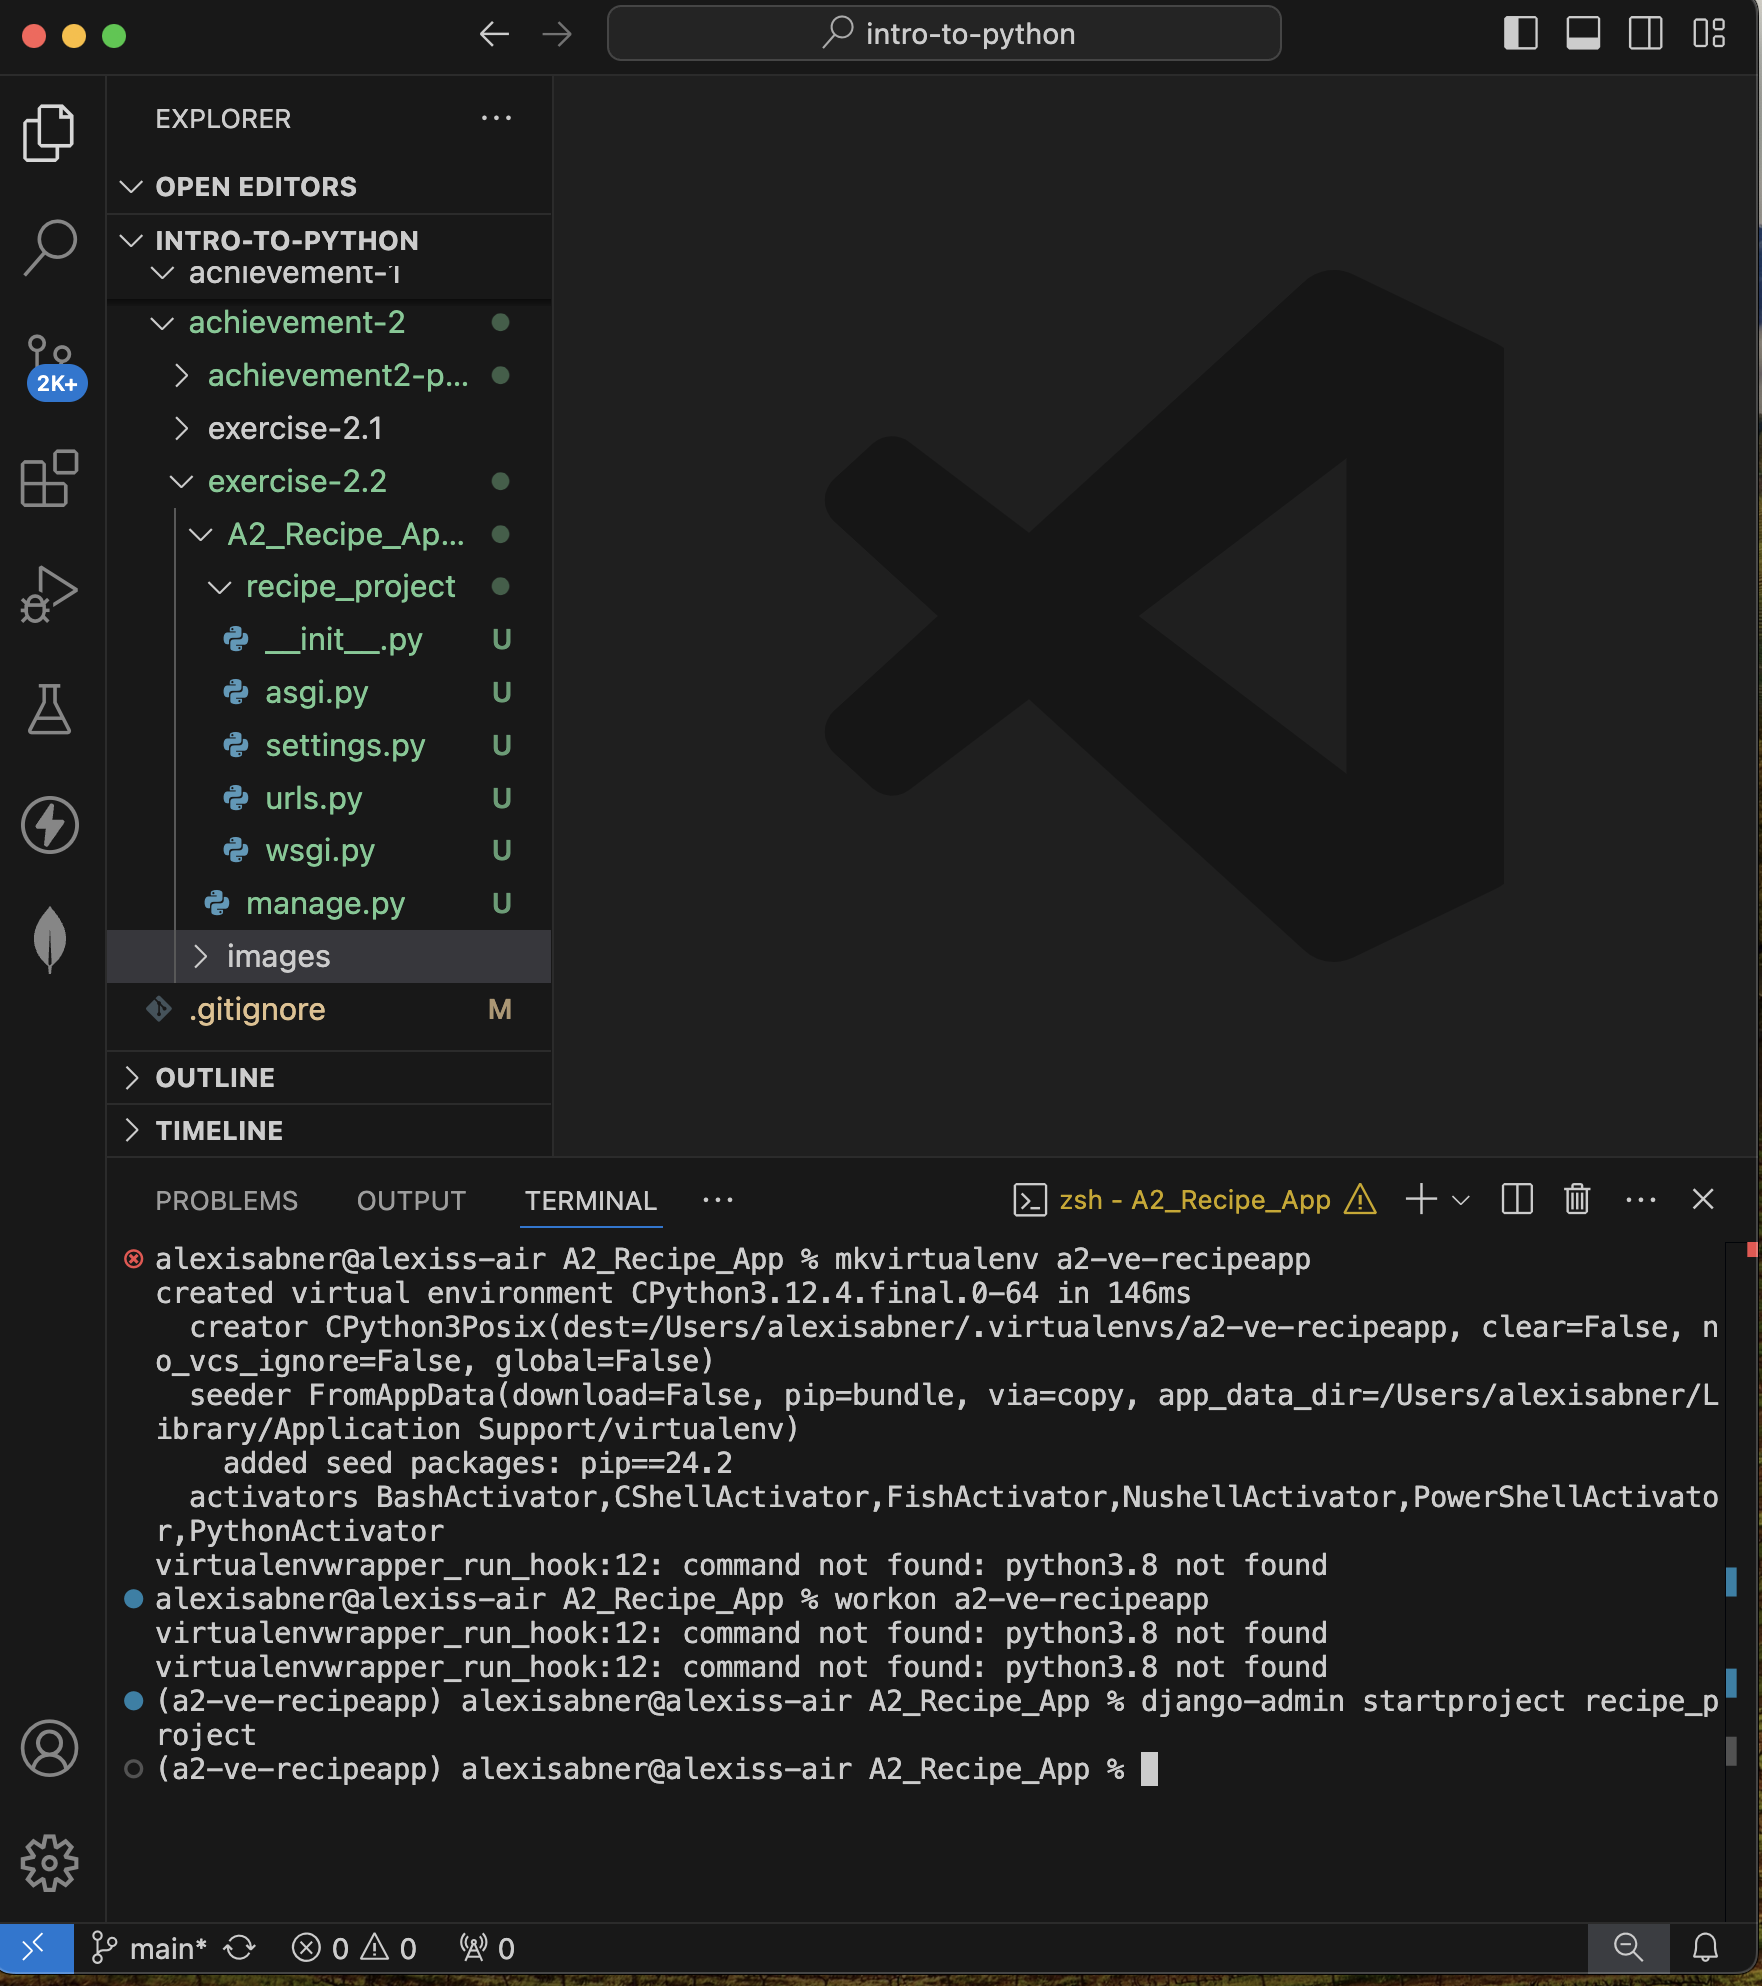 intro-to-python
EXPLORER
OPEN EDITORS
INTRO-TO-PYTHON
achievement-1
achievement-2
achievement2-p...
exercise-2.1
exercise-2.2
A2_Recipe_Ap...
recipe_project
__init__.py U
asgi.py U
settings.py U
urls.py U
wsgi.py U
manage.py U
images
.gitignore M
OUTLINE
TIMELINE
2K+
PROBLEMS OUTPUT TERMINAL ... zsh - A2_Recipe_App
alexisabner@alexiss-air A2_Recipe_App % mkvirtualenv a2-ve-recipeapp
created virtual environment CPython3.12.4.final.0-64 in 146ms
creator CPython3Posix(dest=/Users/alexisabner/.virtualenvs/a2-ve-recipeapp, clear=False, n
o_vcs_ignore=False, global=False)
seeder FromAppData(download=False, pip=bundle, via=copy, app_data_dir=/Users/alexisabner/L
ibrary/Application Support/virtualenv)
added seed packages: pip==24.2
activators BashActivator,CShellActivator,FishActivator,NushellActivator,PowerShellActivato
r,PythonActivator
virtualenvwrapper_run_hook:12: command not found: python3.8 not found
alexisabner@alexiss-air A2_Recipe_App % workon a2-ve-recipeapp
virtualenvwrapper_run_hook:12: command not found: python3.8 not found
virtualenvwrapper_run_hook:12: command not found: python3.8 not found
(a2-ve-recipeapp) alexisabner@alexiss-air A2_Recipe_App % django-admin startproject recipe_p
roject
(a2-ve-recipeapp) alexisabner@alexiss-air A2_Recipe_App %
main* 0 0 0